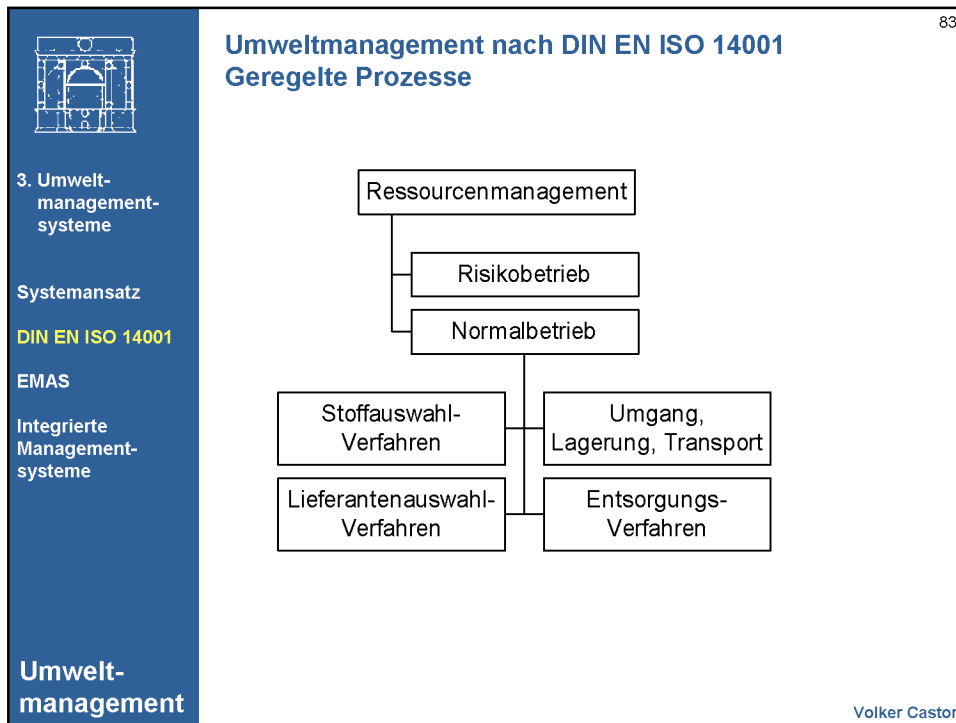 83
Umweltmanagement nach DIN EN ISO 14001
Geregelte Prozesse
3. Umwelt-
management-
systeme
Systemansatz
DIN EN ISO 14001
EMAS
Integrierte
Management-
systeme
Ressourcenmanagement
Risikobetrieb
Normalbetrieb
Stoffauswahl-
Verfahren
Umgang,
Lagerung, Transport
Lieferantenauswahl-
Verfahren
Entsorgungs-
Verfahren
Umwelt-
management
Volker Castor